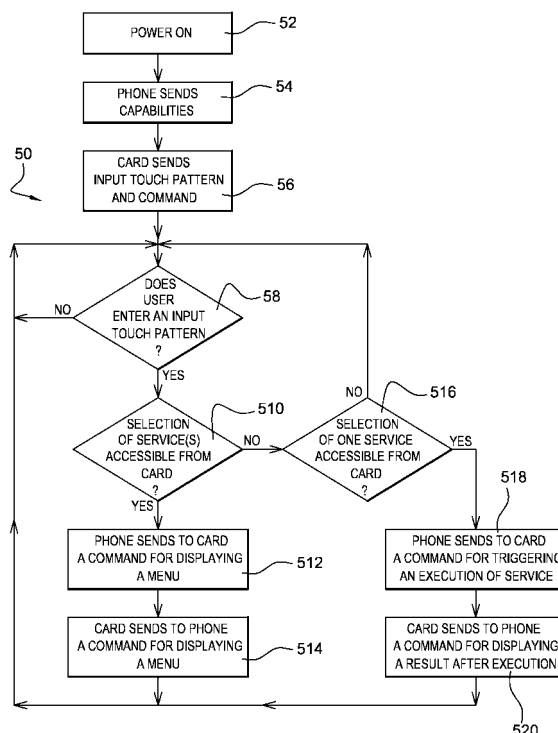 POWER ON
52
PHONE SENDS
CAPABILITIES
54
50
CARD SENDS
INPUT TOUCH PATTERN
AND COMMAND
56
DOES
USER
ENTER AN INPUT
TOUCH PATTERN
?
58
NO
YES
SELECTION
OF SERVICE(S)
ACCESSIBLE FROM
CARD
?
510
NO
YES
SELECTION
OF ONE SERVICE
ACCESSIBLE FROM
CARD
?
516
NO
YES
PHONE SENDS TO CARD
A COMMAND FOR DISPLAYING
A MENU
512
PHONE SENDS TO CARD
A COMMAND FOR TRIGGERING
AN EXECUTION OF SERVICE
518
CARD SENDS TO PHONE
A COMMAND FOR DISPLAYING
A MENU
514
CARD SENDS TO PHONE
A COMMAND FOR DISPLAYING
A RESULT AFTER EXECUTION
520